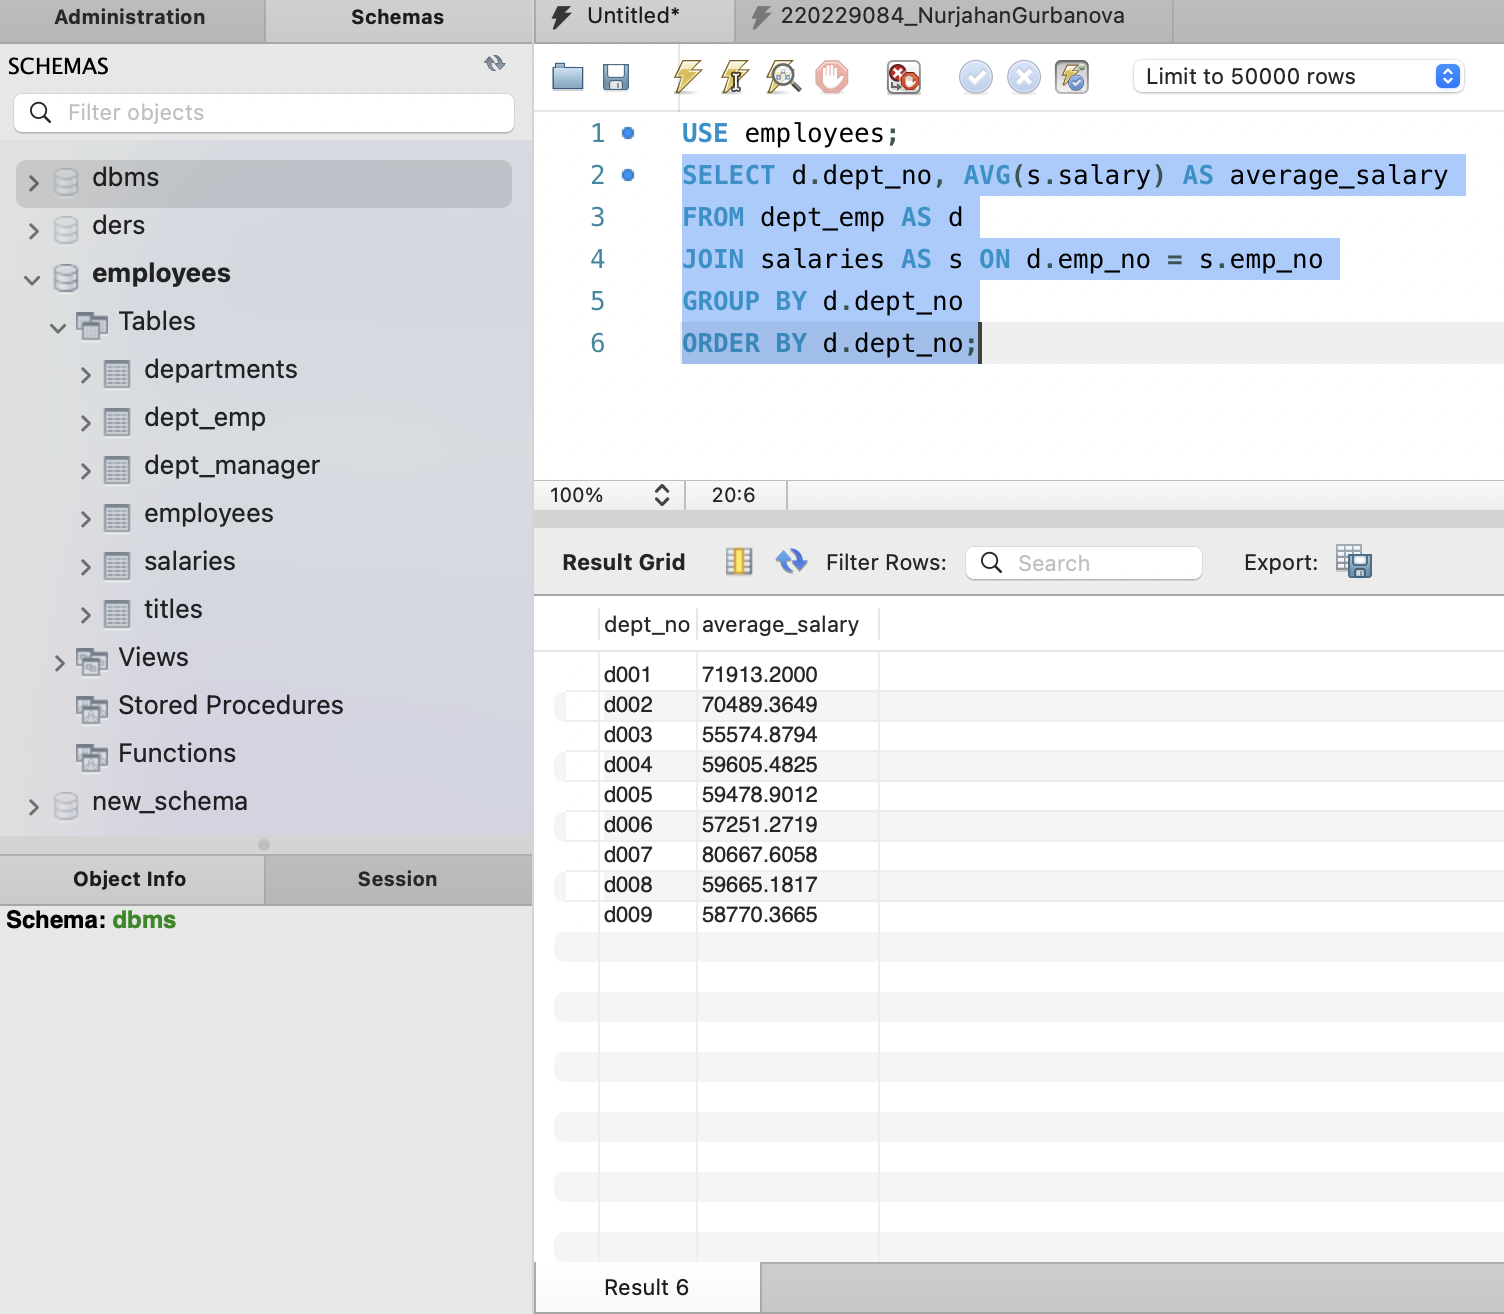 Administration
Schemas
SCHEMAS
Filter objects
dbms
ders
employees
Tables
departments
dept_emp
dept_manager
employees
salaries
titles
Views
Stored Procedures
Functions
new_schema
Object Info
Session
Schema: dbms
Untitled*
220229084_NurjahanGurbanova
Limit to 50000 rows
1 USE employees;
2 SELECT d.dept_no, AVG(s.salary) AS average_salary
3 FROM dept_emp AS d
4 JOIN salaries AS s ON d.emp_no = s.emp_no
5 GROUP BY d.dept_no
6 ORDER BY d.dept_no;
100% 20:6
Result Grid Filter Rows: Search Export:
dept_no average_salary
d001 71913.2000
d002 70489.3649
d003 55574.8794
d004 59605.4825
d005 59478.9012
d006 57251.2719
d007 80667.6058
d008 59665.1817
d009 58770.3665
Result 6